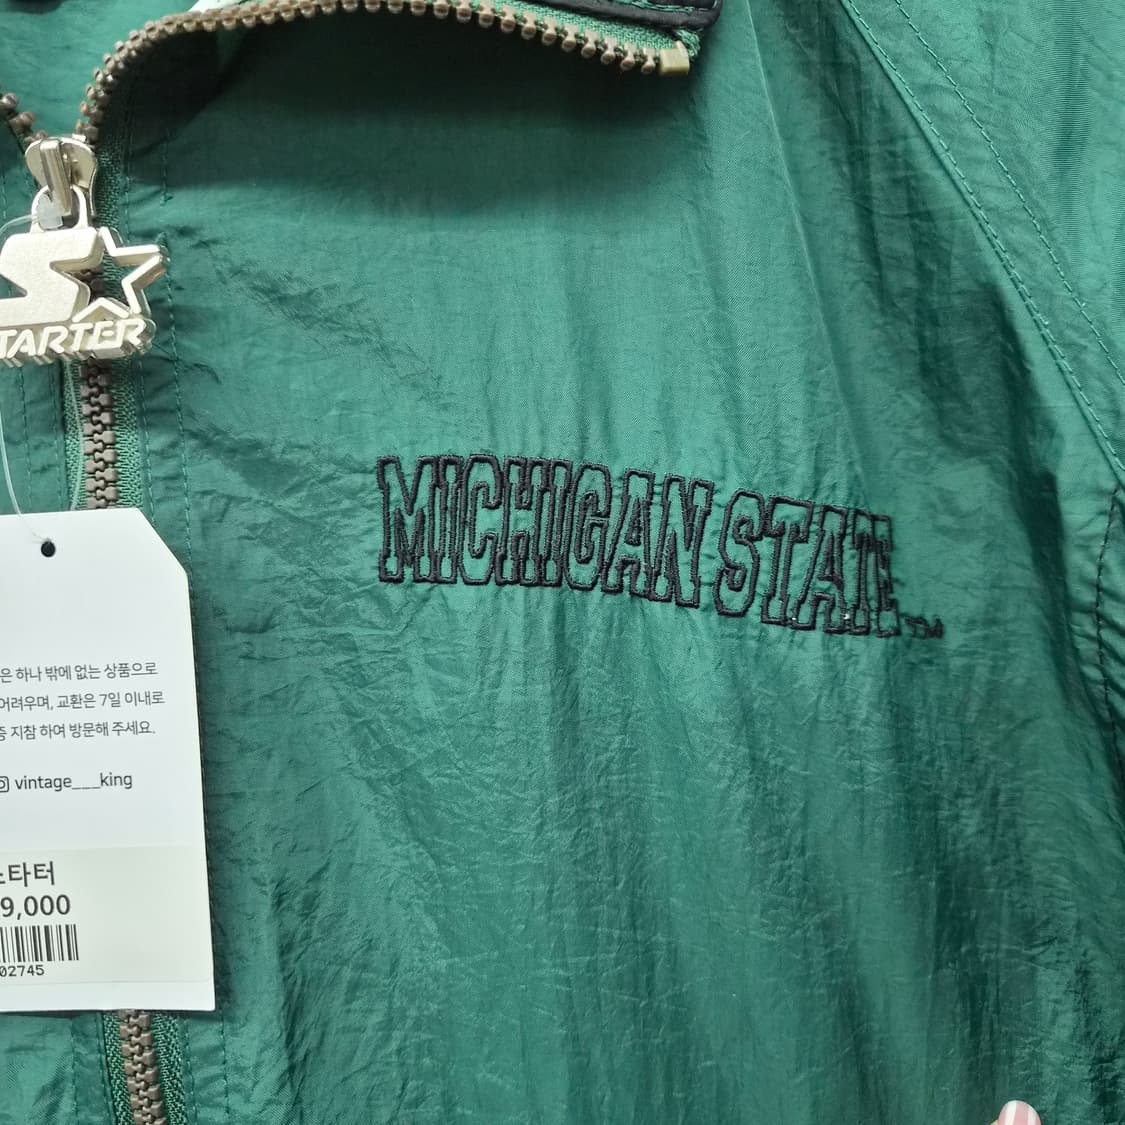 STARTER
MICHIGAN STATE
은 하나 밖에 없는 상품으로
어려우며, 교환은 7일 이내로
증 지참 하여 방문해 주세요.
vintage___king
스타터
9,000
02745